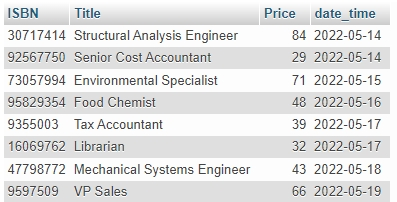 ISBN Title Price date_time
30717414 Structural Analysis Engineer 84 2022-05-14
92567750 Senior Cost Accountant 29 2022-05-14
73057994 Environmental Specialist 71 2022-05-15
95829354 Food Chemist 48 2022-05-16
9355003 Tax Accountant 39 2022-05-17
16069762 Librarian 32 2022-05-17
47798772 Mechanical Systems Engineer 43 2022-05-18
9597509 VP Sales 66 2022-05-19